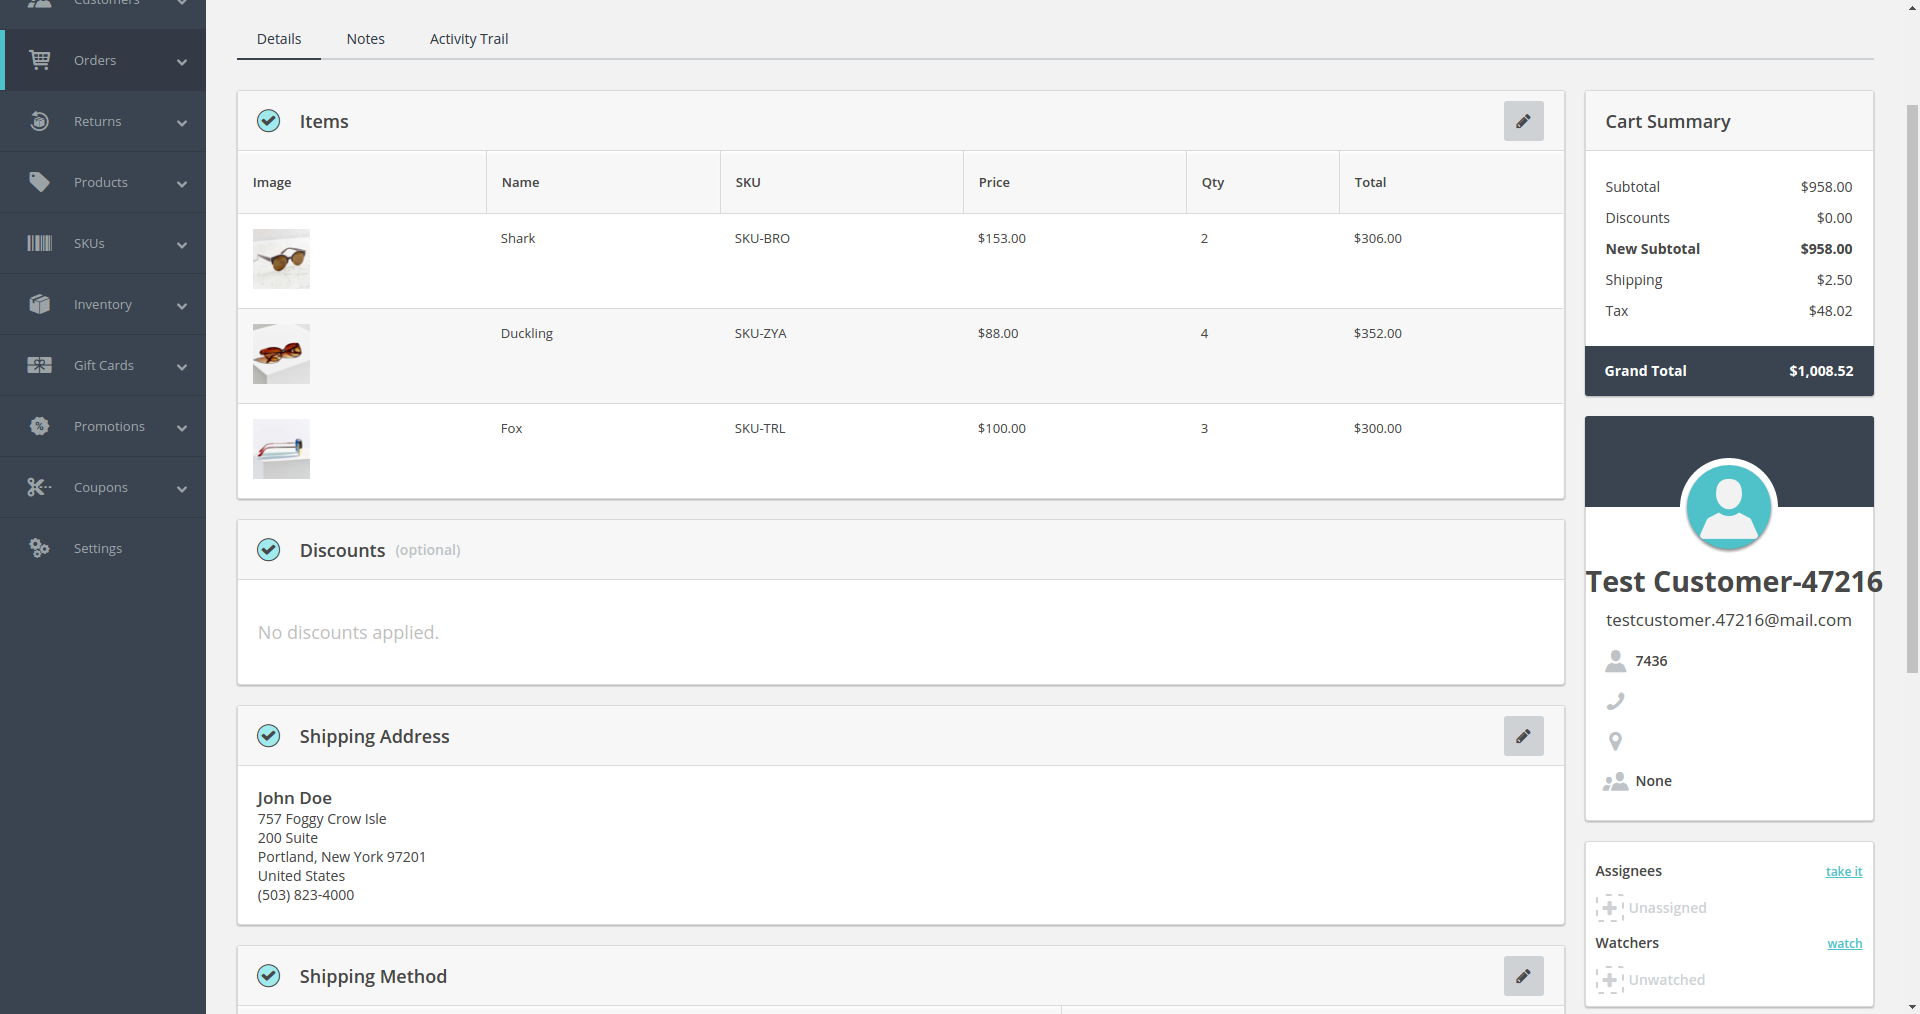 Customers
Orders
Returns
Products
SKUs
Inventory
Gift Cards
Promotions
Coupons
Settings
Details Notes Activity Trail
Items
Image Name SKU Price Qty Total
Shark SKU-BRO $153.00 2 $306.00
Duckling SKU-ZYA $88.00 4 $352.00
Fox SKU-TRL $100.00 3 $300.00
Discounts (optional)
No discounts applied.
Shipping Address
John Doe
757 Foggy Crow Isle
200 Suite
Portland, New York 97201
United States
(503) 823-4000
Shipping Method
Cart Summary
Subtotal $958.00
Discounts $0.00
New Subtotal $958.00
Shipping $2.50
Tax $48.02
Grand Total $1,008.52
Test Customer-47216
testcustomer.47216@mail.com
7436
None
Assignees take it
Unassigned
Watchers watch
Unwatched